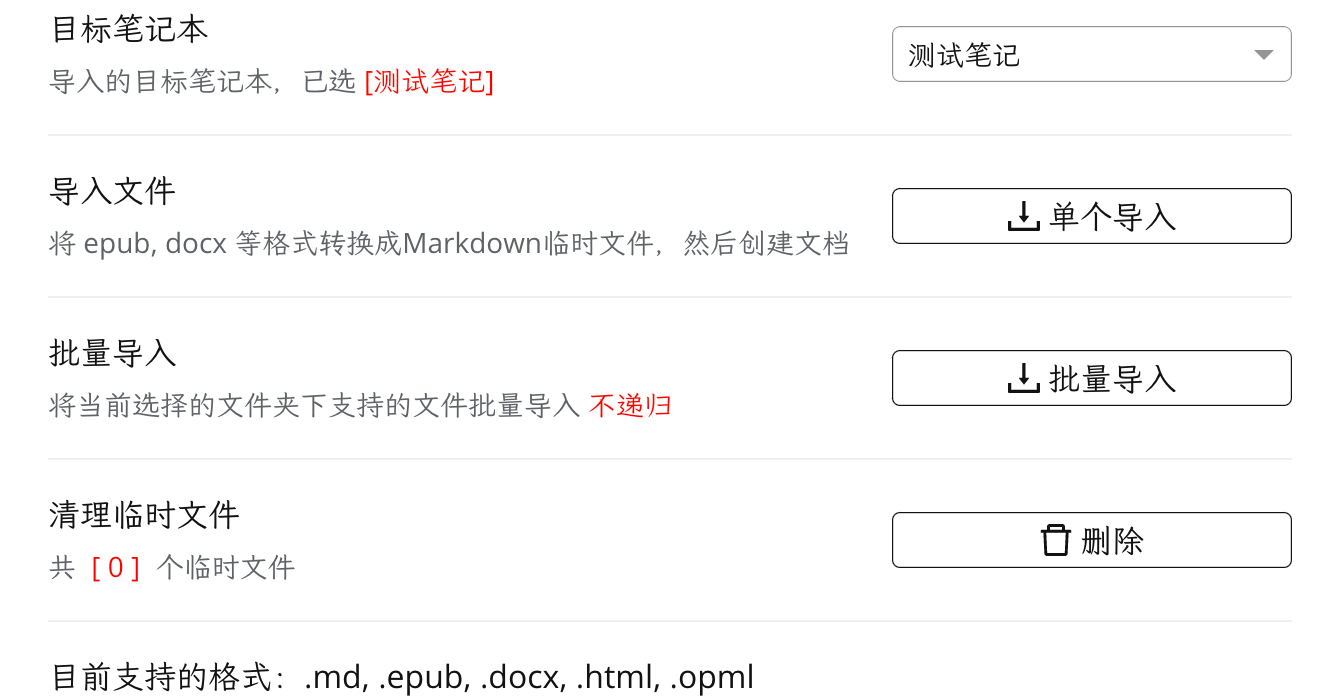 目标笔记本
测试笔记
导入的目标笔记本，已选 [测试笔记]
导入文件
单个导入
将 epub, docx 等格式转换成Markdown临时文件，然后创建文档
批量导入
批量导入
将当前选择的文件夹下支持的文件批量导入 不递归
清理临时文件
删除
共 [ 0 ] 个临时文件
目前支持的格式：.md, .epub, .docx, .html, .opml